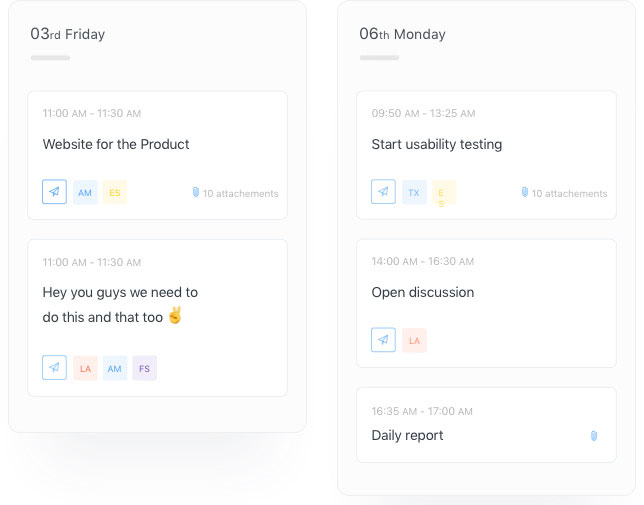 03rd Friday
11:00 AM - 11:30 AM
Website for the Product
AM ES 10 attachements
11:00 AM - 11:30 AM
Hey you guys we need to
do this and that too ✌
LA AM FS
06th Monday
09:50 AM - 13:25 AM
Start usability testing
TX E
S
10 attachements
14:00 AM - 16:30 AM
Open discussion
LA
16:35 AM - 17:00 AM
Daily report